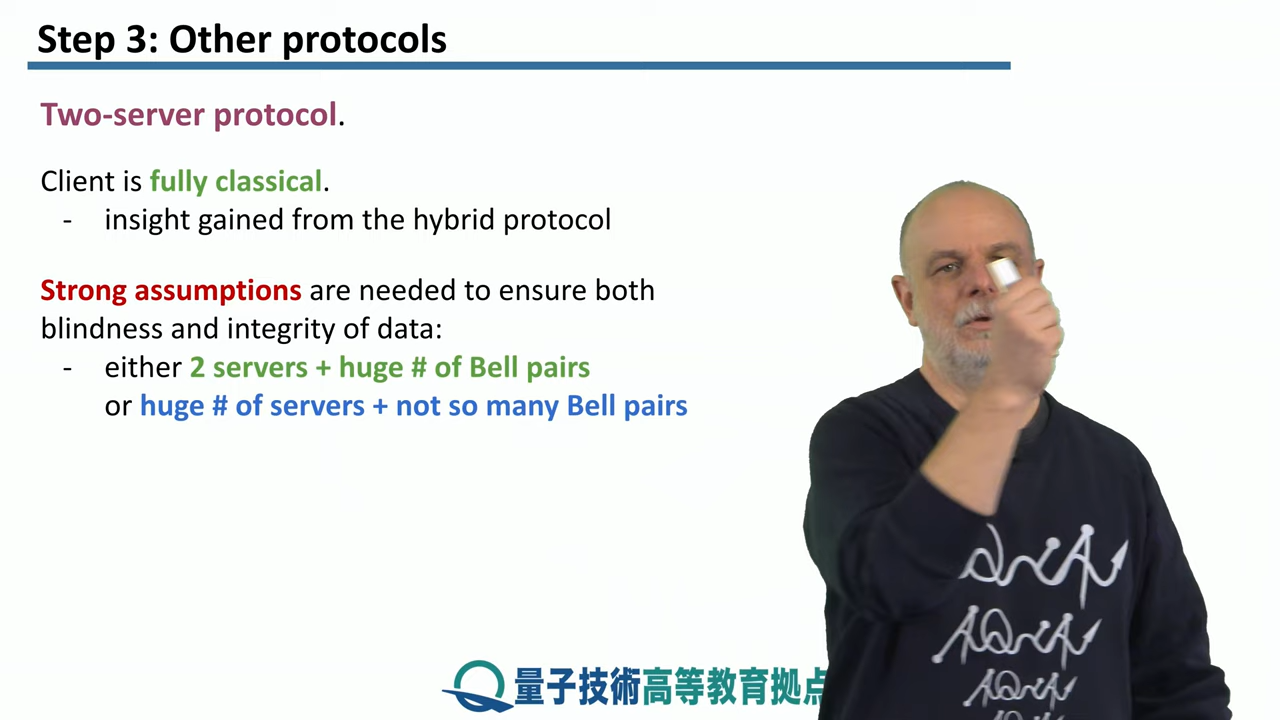 Step 3: Other protocols
Two-server protocol.
Client is fully classical.
- insight gained from the hybrid protocol
Strong assumptions are needed to ensure both
blindness and integrity of data:
- either 2 servers + huge # of Bell pairs
or huge # of servers + not so many Bell pairs
量子技術高等教育拠点